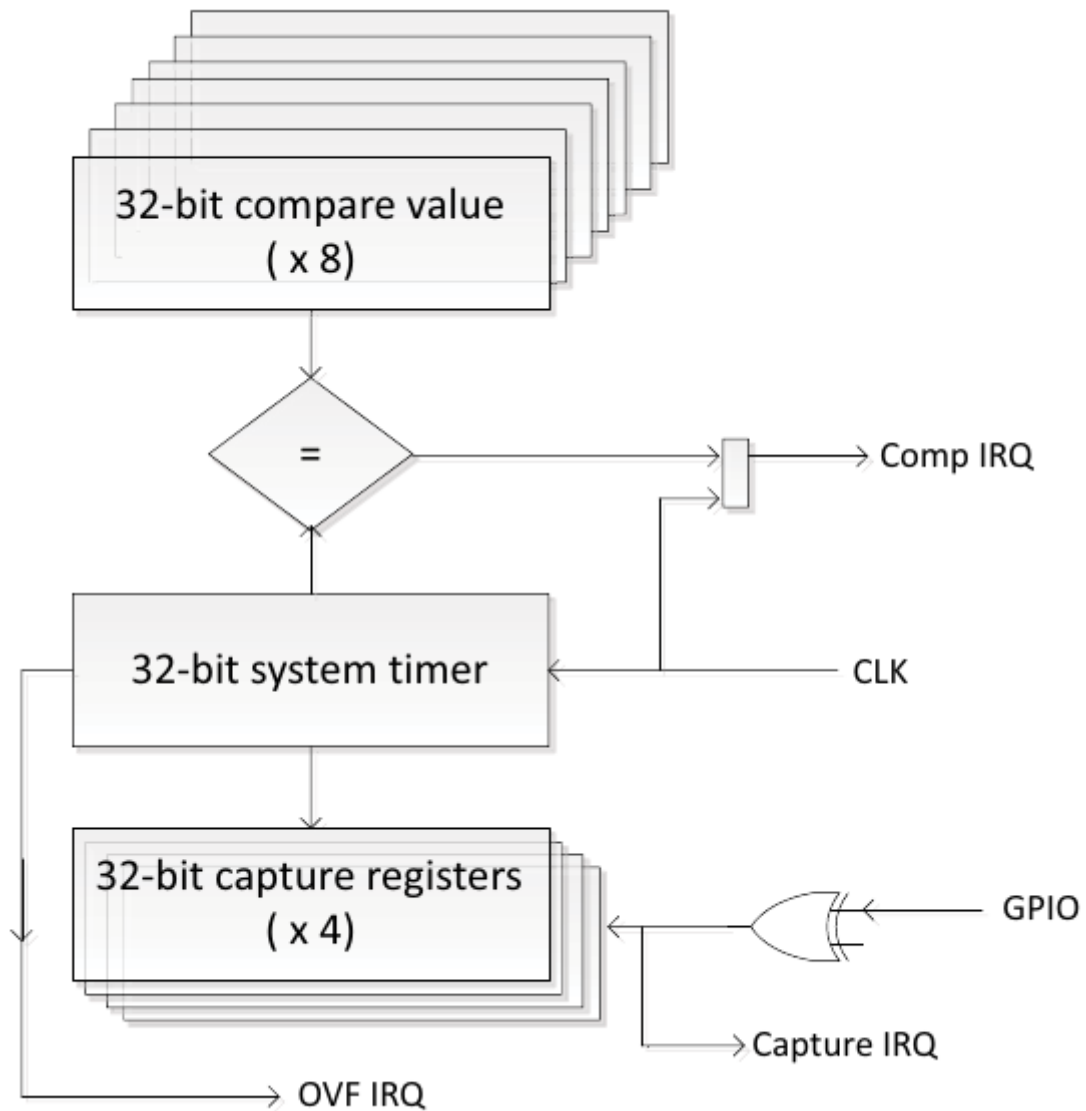 32-bit compare value
( x 8)
=
Comp IRQ
32-bit system timer
CLK
32-bit capture registers
( x 4)
GPIO
Capture IRQ
OVF IRQ